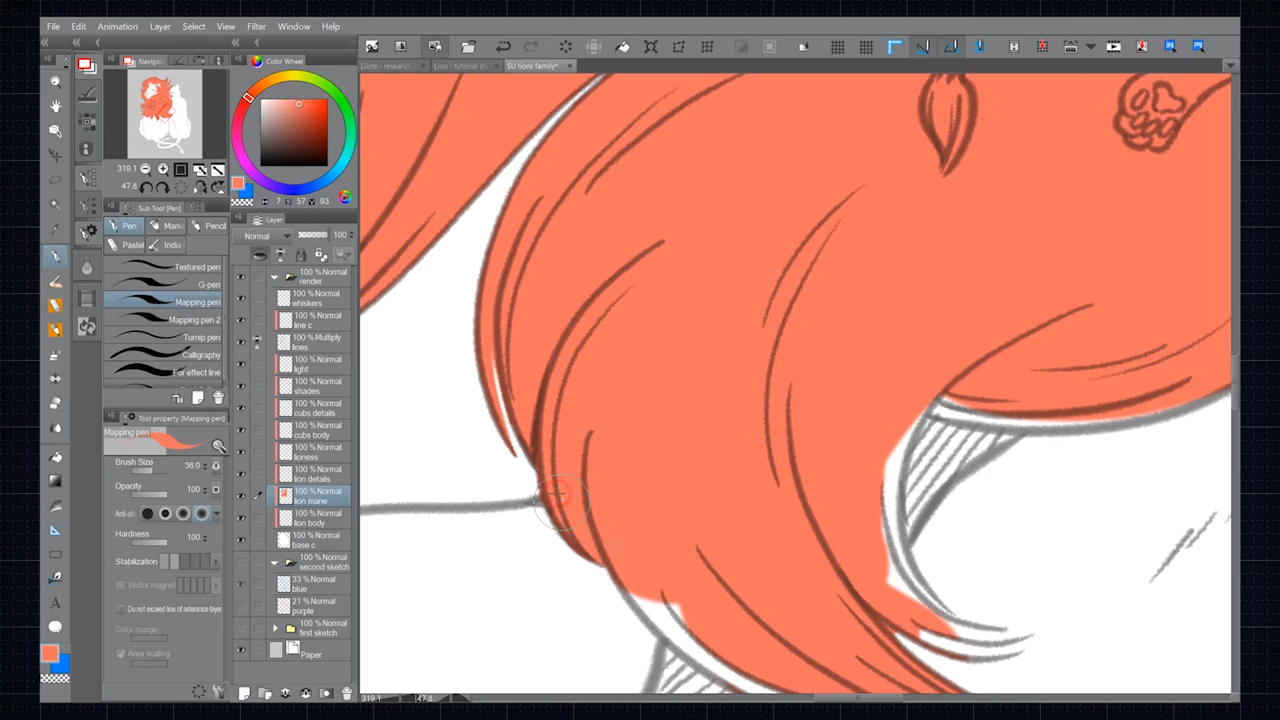 File Edit Animation Layer Select View Filter Window Help
Navigat
Color Wheel
Lions - research
Lion - tutorial sh
SU lions family*
319.1
47.8
H 7 S 57 V 93
Sub Tool [Pen]
Pen Mark Pencil
Pastel India
Layer
Normal 100
Textured pen
G-pen
Mapping pen
Mapping pen 2
Turnip pen
Calligraphy
For effect line
100 % Normal
render
100 % Normal
whiskers
100 % Normal
line c
100 % Multiply
lines
100 % Normal
light
100 % Normal
shades
100 % Normal
cubs details
100 % Normal
cubs body
100 % Normal
lioness
100 % Normal
lion details
100 % Normal
lion mane
100 % Normal
lion body
100 % Normal
base c
100 % Normal
second sketch
33 % Normal
blue
21 % Normal
purple
100 % Normal
first sketch
Paper
Tool property [Mapping pen]
Mapping pen
Brush Size 36.0
Opacity 100
Anti-ali
Hardness 100
Stabilization
Vector magnet
Do not exceed line of reference layer
Color margin
Area scaling
A
319.1 47.8